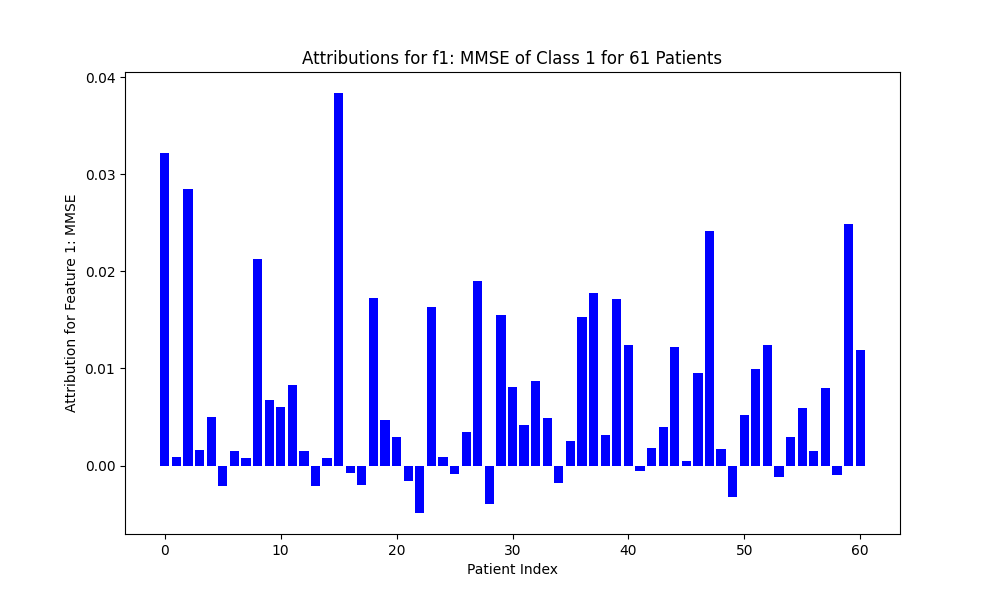 Attributions for f1: MMSE of Class 1 for 61 Patients
Attribution for Feature 1: MMSE
0.04
0.03
0.02
0.01
0.00
0 10 20 30 40 50 60
Patient Index